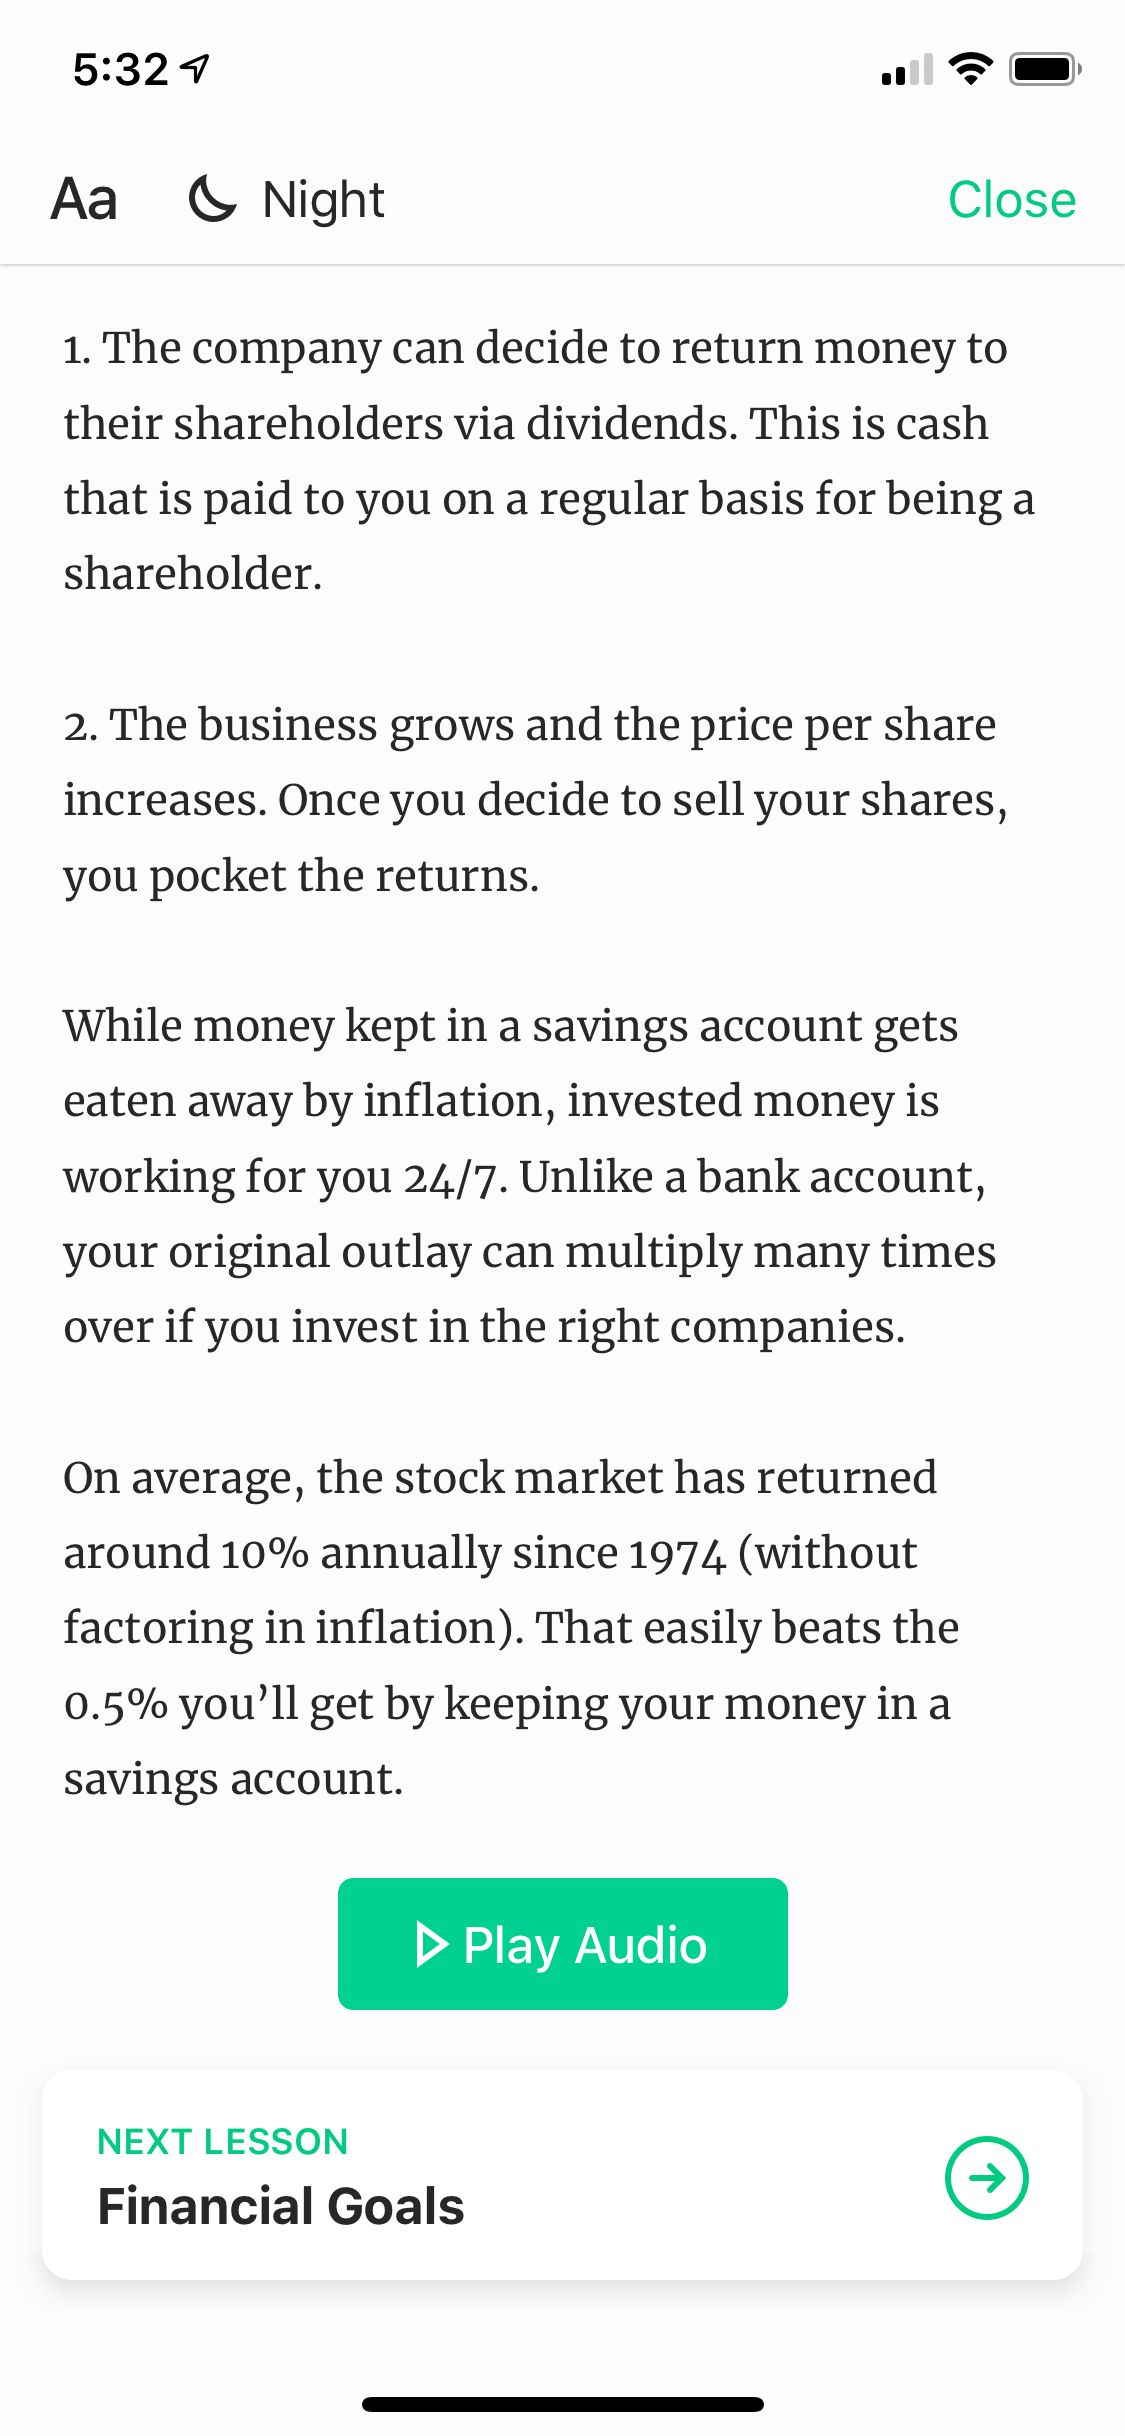 5:32
Aa Night Close
1. The company can decide to return money to
their shareholders via dividends. This is cash
that is paid to you on a regular basis for being a
shareholder.
2. The business grows and the price per share
increases. Once you decide to sell your shares,
you pocket the returns.
While money kept in a savings account gets
eaten away by inflation, invested money is
working for you 24/7. Unlike a bank account,
your original outlay can multiply many times
over if you invest in the right companies.
On average, the stock market has returned
around 10% annually since 1974 (without
factoring in inflation). That easily beats the
0.5% you’ll get by keeping your money in a
savings account.
Play Audio
NEXT LESSON
Financial Goals